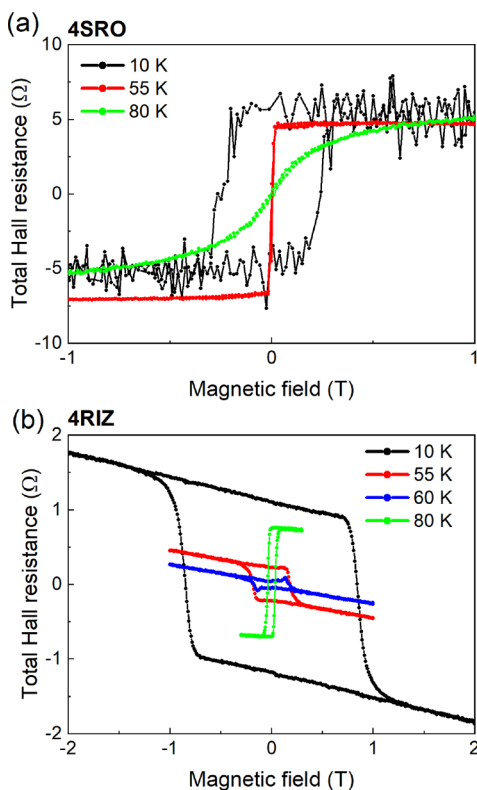 (a) 4SRO
10 K
55 K
80 K
Total Hall resistance (Ω)
10
5
0
-5
-10
-1 0 1
Magnetic field (T)
(b) 4RIZ
10 K
55 K
60 K
80 K
Total Hall resistance (Ω)
2
1
0
-1
-2
-2 -1 0 1 2
Magnetic field (T)